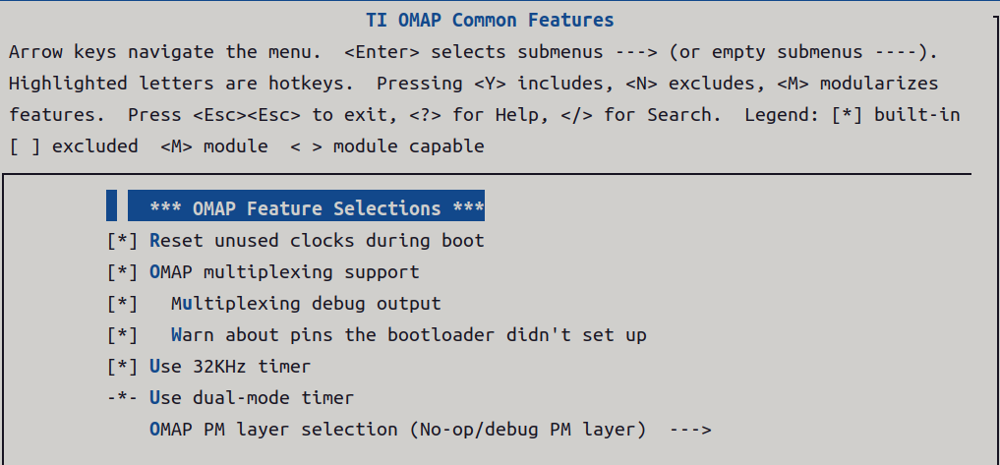 TI OMAP Common Features
Arrow keys navigate the menu.  <Enter> selects submenus ---> (or empty submenus ----).
Highlighted letters are hotkeys.  Pressing <Y> includes, <N> excludes, <M> modularizes
features.  Press <Esc><Esc> to exit, <?> for Help, </> for Search.  Legend: [*] built-in
[ ] excluded  <M> module  < > module capable
*** OMAP Feature Selections ***
[*] Reset unused clocks during boot
[*] OMAP multiplexing support
[*]   Multiplexing debug output
[*]   Warn about pins the bootloader didn't set up
[*] Use 32KHz timer
-*- Use dual-mode timer
OMAP PM layer selection (No-op/debug PM layer)  --->